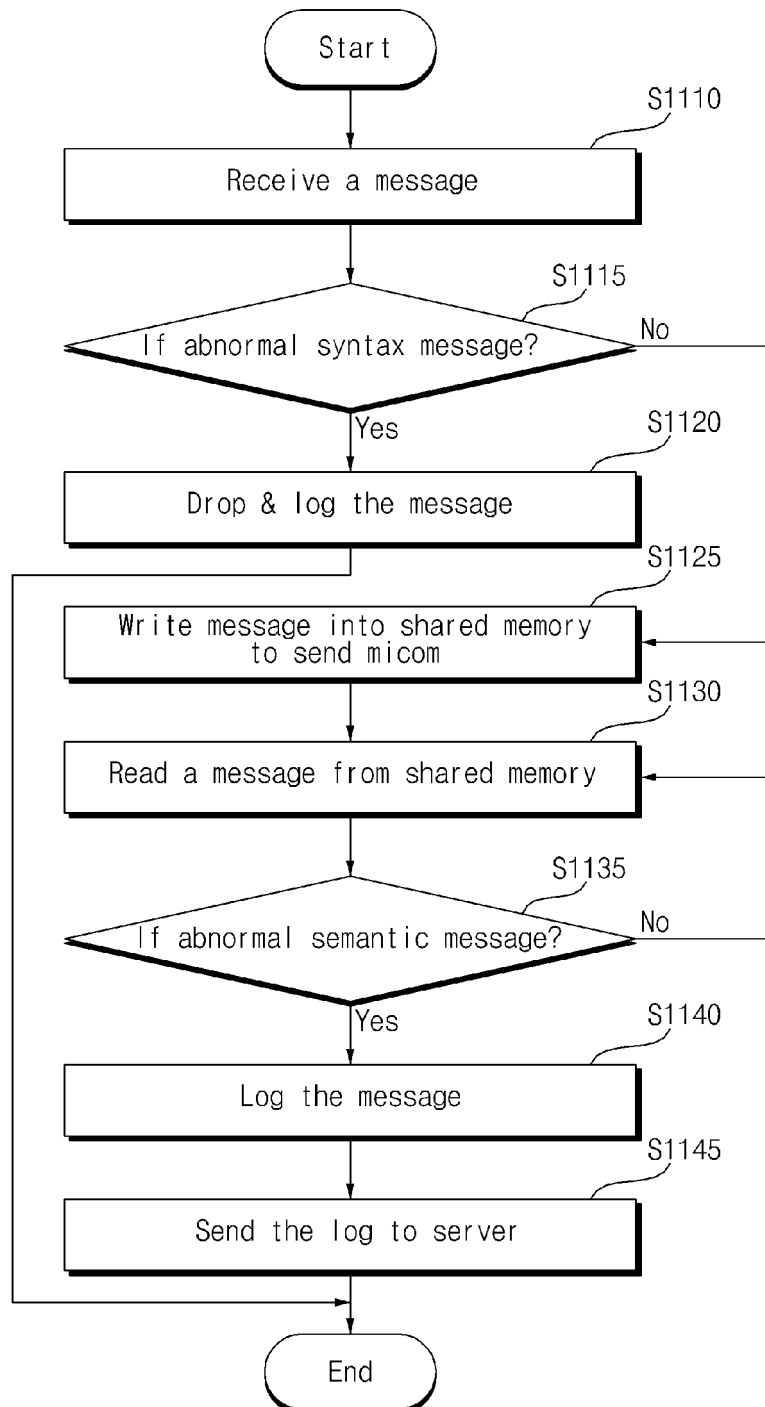 Start
S1110
Receive a message
S1115
If abnormal syntax message?
No
Yes
S1120
Drop & log the message
S1125
Write message into shared memory
to send micom
S1130
Read a message from shared memory
S1135
If abnormal semantic message?
No
Yes
S1140
Log the message
S1145
Send the log to server
End